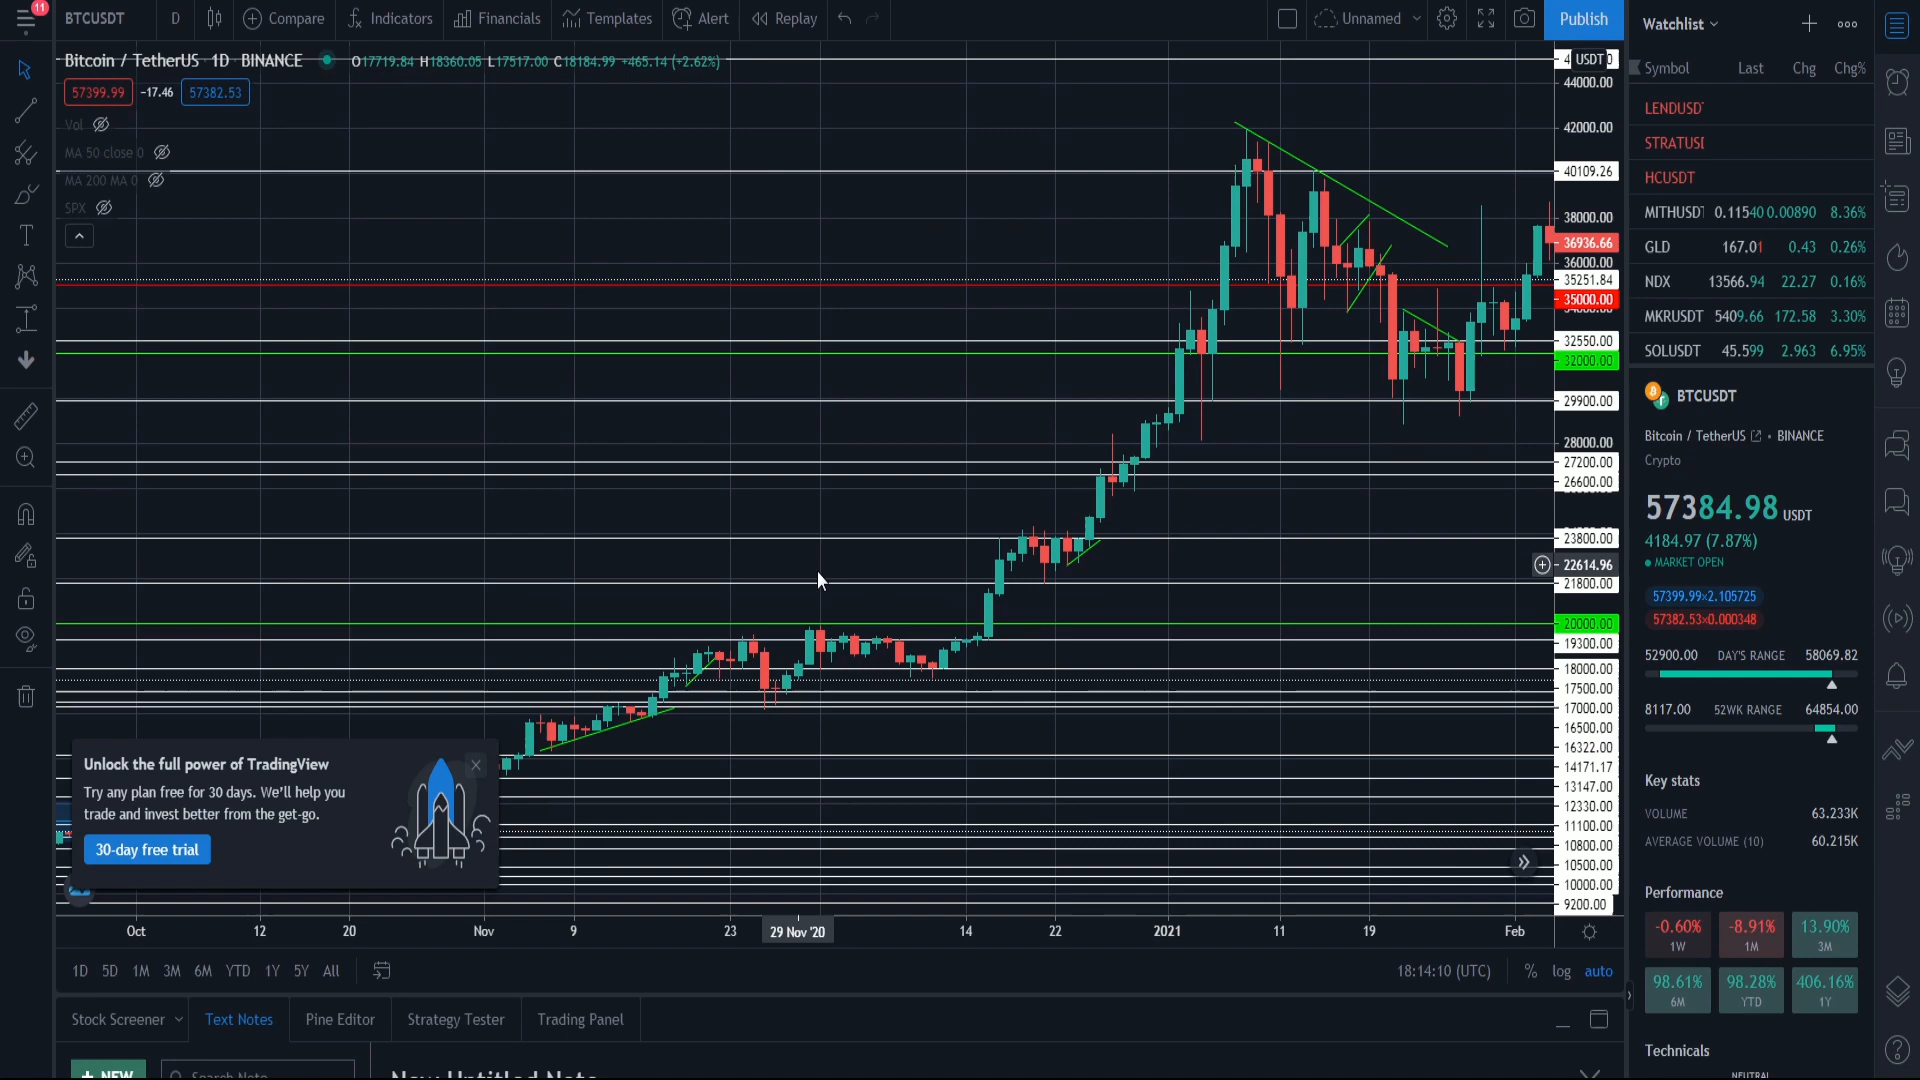 11
BTCUSDT
D
Compare
Indicators
Financials
Templates
Alert
Replay
Unnamed
Publish
Bitcoin / TetherUS · 1D · BINANCE O17719.84 H18360.05 L17517.00 C18184.99 +465.14 (+2.62%)
57399.99 -17.46 57382.53
Vol
MA 50 close 0
MA 200 MA 0
SPX
USDT
44000.00
42000.00
40109.26
38000.00
36936.66
36000.00
35251.84
35000.00
32550.00
32000.00
29900.00
28000.00
27200.00
26600.00
23800.00
22614.96
21800.00
20000.00
19300.00
18000.00
17500.00
17000.00
16500.00
16322.00
14171.17
13147.00
12330.00
11100.00
10800.00
10500.00
10000.00
9200.00
Unlock the full power of TradingView
Try any plan free for 30 days. We'll help you
trade and invest better from the get-go.
30-day free trial
Oct 12 20 Nov 9 23 29 Nov '20 14 22 2021 11 19 Feb
1D 5D 1M 3M 6M YTD 1Y 5Y All
18:14:10 (UTC) % log auto
Stock Screener Text Notes Pine Editor Strategy Tester Trading Panel
+ NEW
Search Note
New Untitled Note
Watchlist
Symbol Last Chg Chg%
LENDUSD
STRATUS
HCUSDT
MITHUSD 0.11540 0.00890 8.36%
GLD 167.01 0.43 0.26%
NDX 13566.94 22.27 0.16%
MKRUSDT 5409.66 172.58 3.30%
SOLUSDT 45.599 2.963 6.95%
BTCUSDT
Bitcoin / TetherUS • BINANCE
Crypto
57384.98 USDT
4184.97 (7.87%)
MARKET OPEN
57399.99×2.105725
57382.53×0.000348
52900.00 DAY'S RANGE 58069.82
8117.00 52WK RANGE 64854.00
Key stats
VOLUME 63.233K
AVERAGE VOLUME (10) 60.215K
Performance
-0.60% 1W
-8.91% 1M
13.90% 3M
98.61% 6M
98.28% YTD
406.16% 1Y
Technicals
NEUTRAL